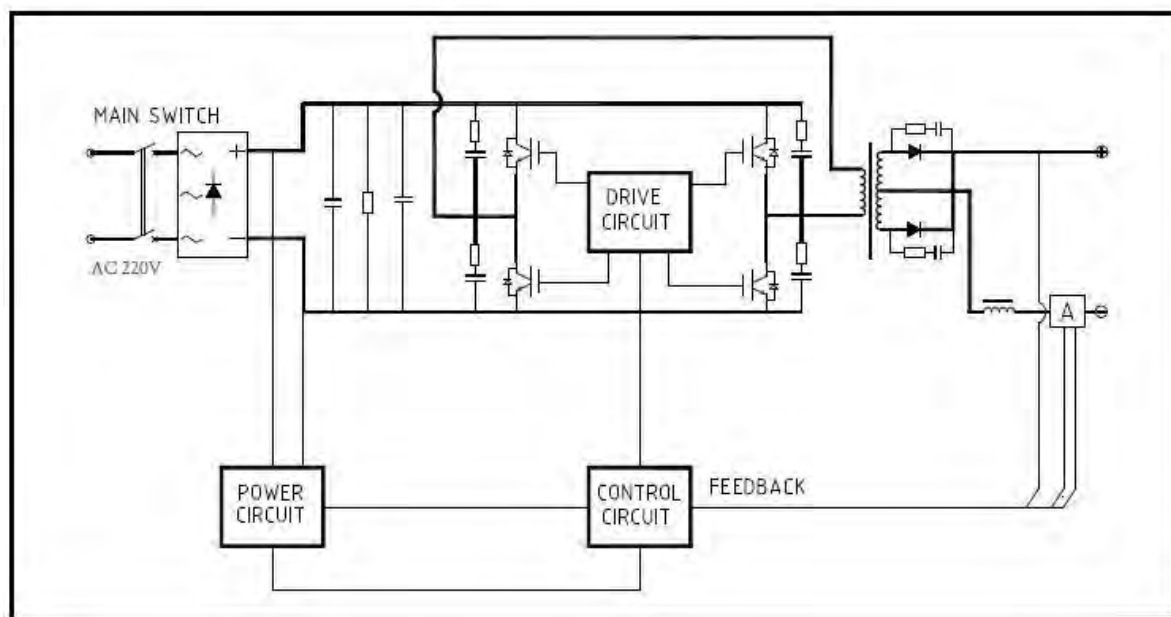 MAIN SWITCH
AC 220V
DRIVE
CIRCUIT
A
POWER
CIRCUIT
CONTROL
CIRCUIT
FEEDBACK